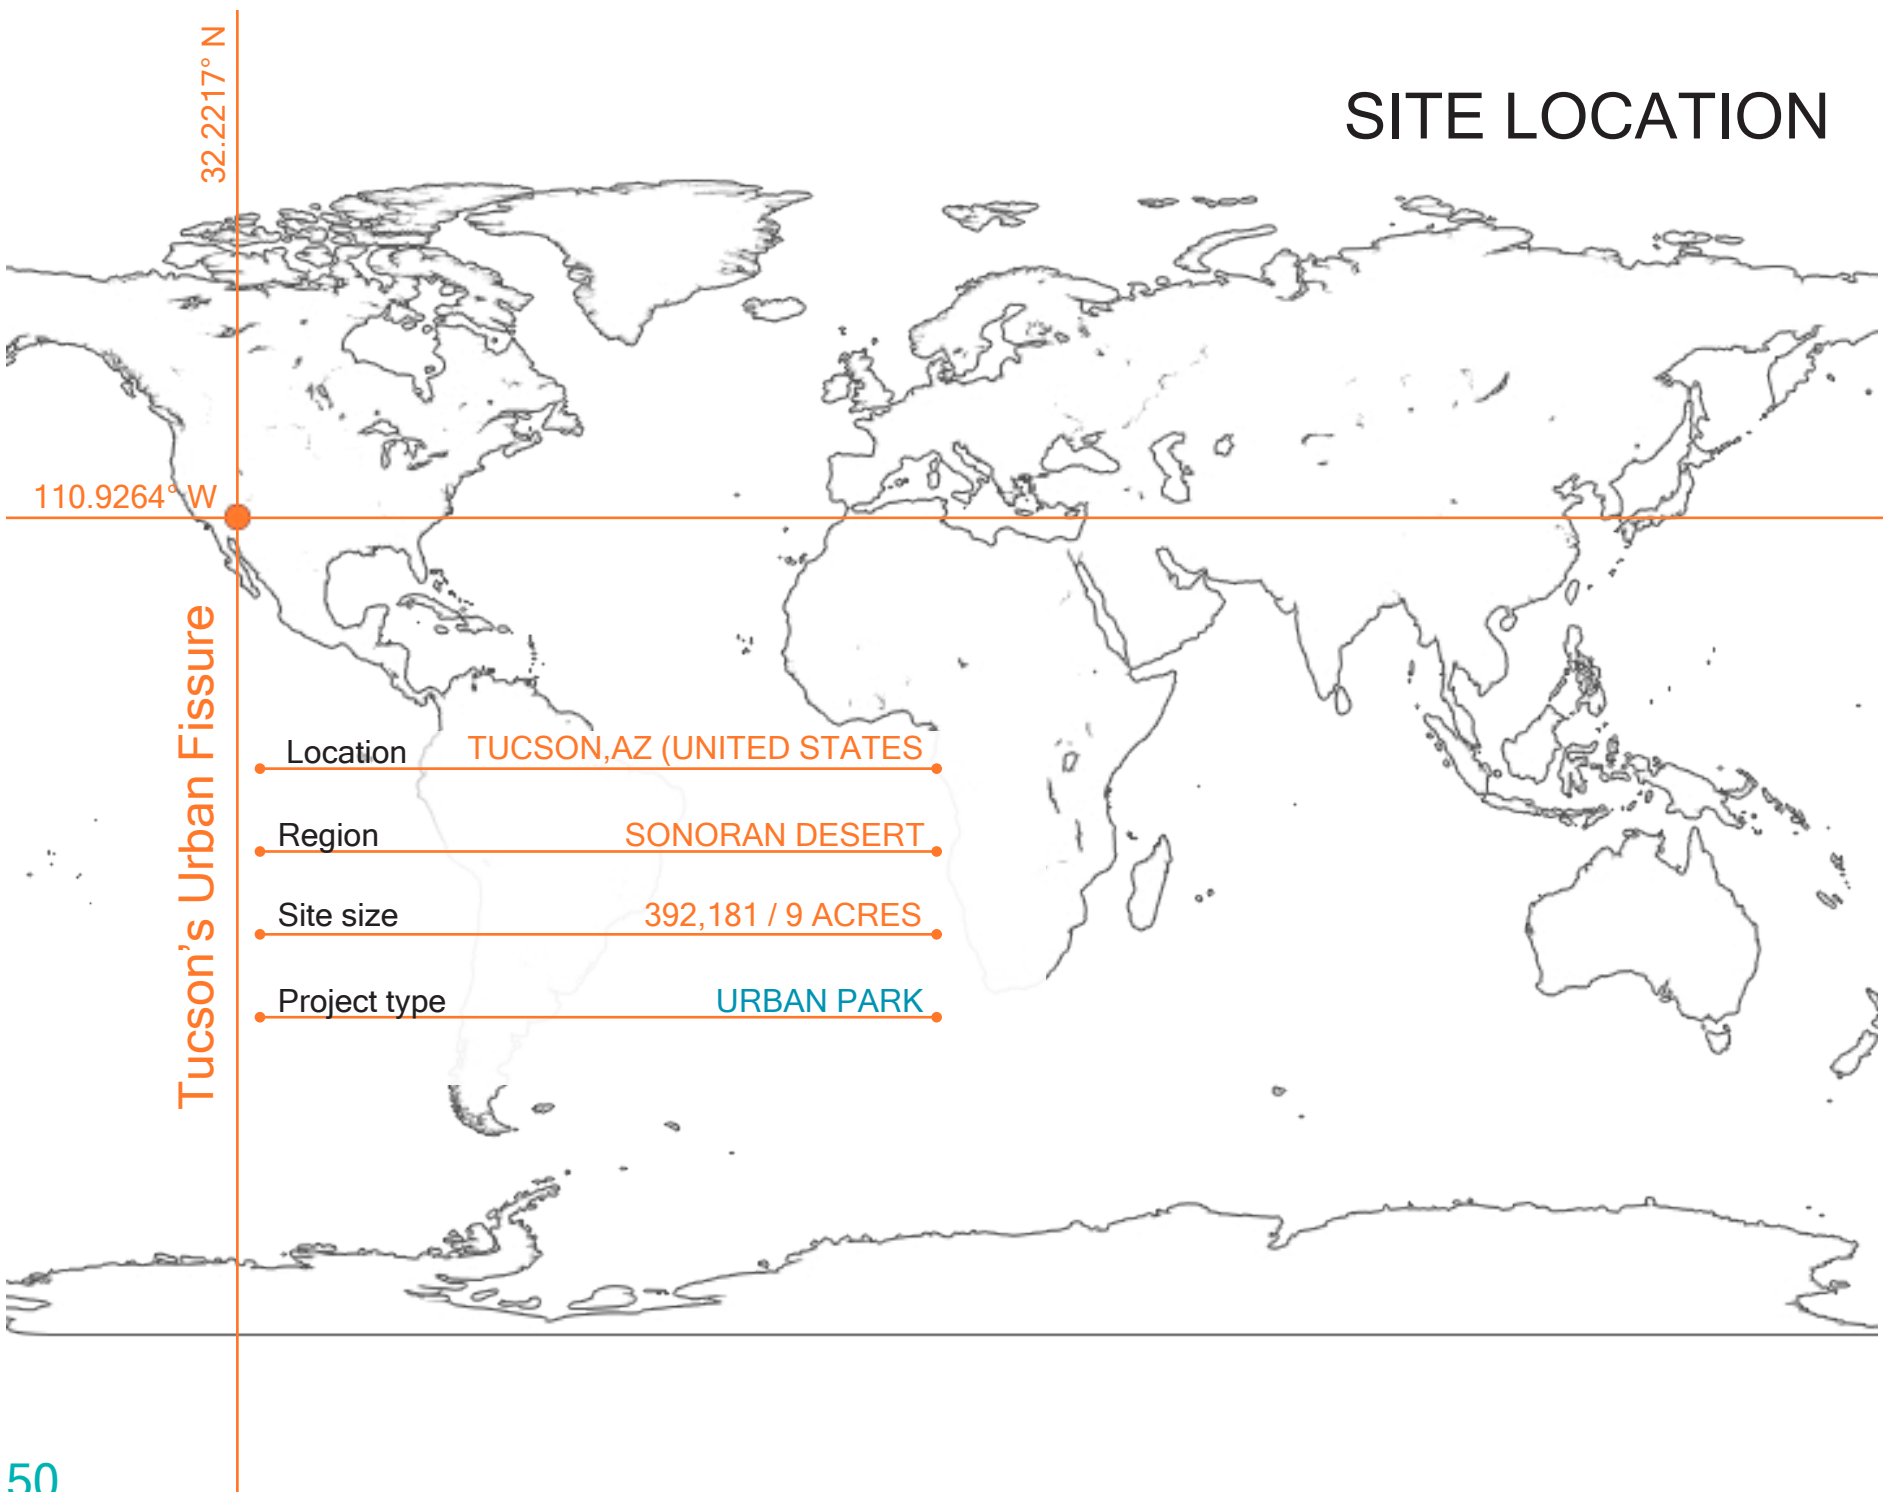 32.2217° N
SITE LOCATION
110.9264° W
Tucson's Urban Fissure
Location TUCSON,AZ (UNITED STATES
Region SONORAN DESERT
Site size 392,181 / 9 ACRES
Project type URBAN PARK
50